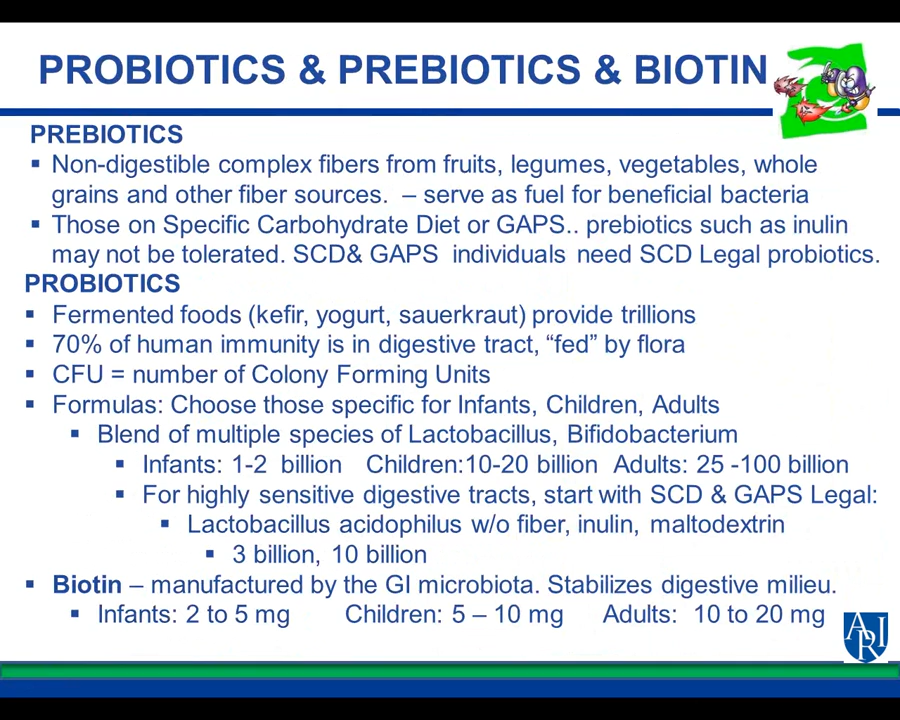 PROBIOTICS & PREBIOTICS & BIOTIN
PREBIOTICS
▪ Non-digestible complex fibers from fruits, legumes, vegetables, whole
grains and other fiber sources. – serve as fuel for beneficial bacteria
▪ Those on Specific Carbohydrate Diet or GAPS.. prebiotics such as inulin
may not be tolerated. SCD& GAPS individuals need SCD Legal probiotics.
PROBIOTICS
▪ Fermented foods (kefir, yogurt, sauerkraut) provide trillions
▪ 70% of human immunity is in digestive tract, “fed” by flora
▪ CFU = number of Colony Forming Units
▪ Formulas: Choose those specific for Infants, Children, Adults
▪ Blend of multiple species of Lactobacillus, Bifidobacterium
▪ Infants: 1-2 billion Children:10-20 billion Adults: 25 -100 billion
▪ For highly sensitive digestive tracts, start with SCD & GAPS Legal:
▪ Lactobacillus acidophilus w/o fiber, inulin, maltodextrin
▪ 3 billion, 10 billion
▪ Biotin – manufactured by the GI microbiota. Stabilizes digestive milieu.
▪ Infants: 2 to 5 mg Children: 5 – 10 mg Adults: 10 to 20 mg
ARI